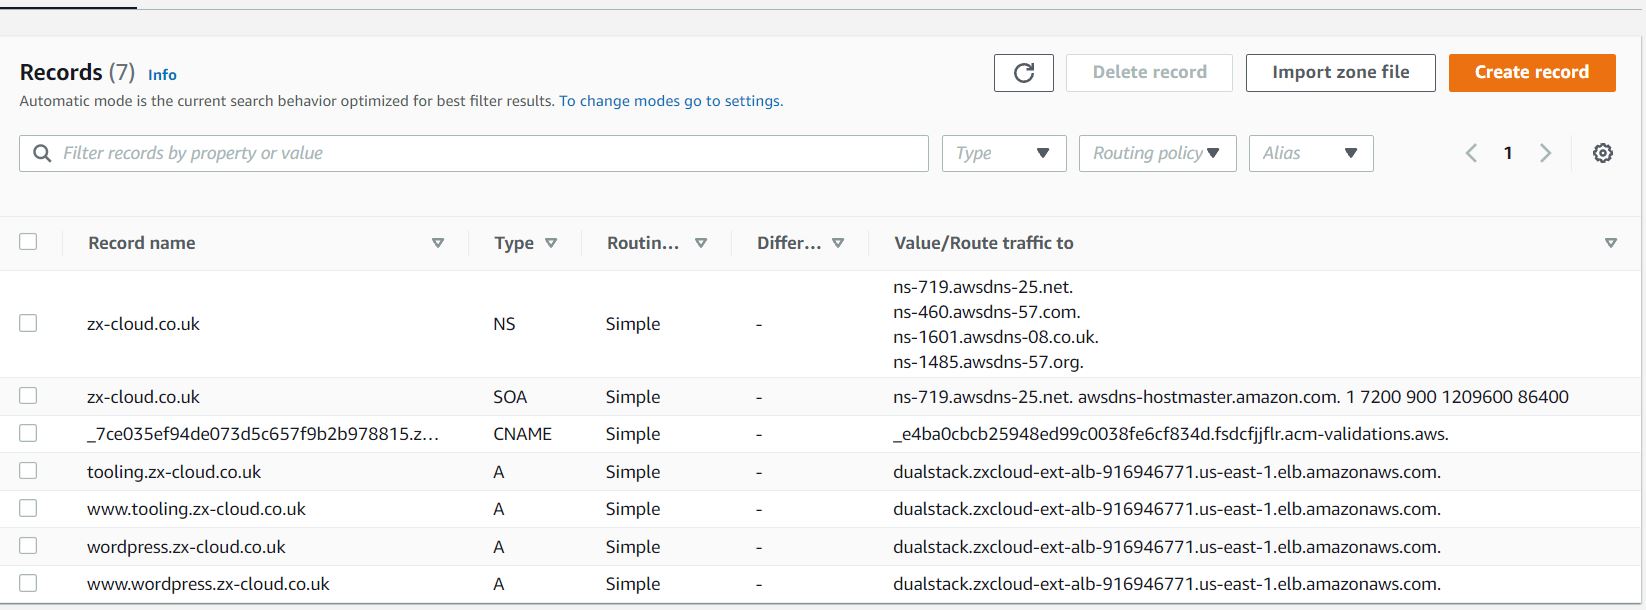 Records (7) Info
Automatic mode is the current search behavior optimized for best filter results. To change modes go to settings.
Delete record
Import zone file
Create record
Filter records by property or value
Type
Routing policy
Alias
1
Record name Type Routin... Differ... Value/Route traffic to
zx-cloud.co.uk NS Simple - ns-719.awsdns-25.net.
ns-460.awsdns-57.com.
ns-1601.awsdns-08.co.uk.
ns-1485.awsdns-57.org.
zx-cloud.co.uk SOA Simple - ns-719.awsdns-25.net. awsdns-hostmaster.amazon.com. 1 7200 900 1209600 86400
_7ce035ef94de073d5c657f9b2b978815.z... CNAME Simple - _e4ba0cbcb25948ed99c0038fe6cf834d.fsdcfjjflr.acm-validations.aws.
tooling.zx-cloud.co.uk A Simple - dualstack.zxcloud-ext-alb-916946771.us-east-1.elb.amazonaws.com.
www.tooling.zx-cloud.co.uk A Simple - dualstack.zxcloud-ext-alb-916946771.us-east-1.elb.amazonaws.com.
wordpress.zx-cloud.co.uk A Simple - dualstack.zxcloud-ext-alb-916946771.us-east-1.elb.amazonaws.com.
www.wordpress.zx-cloud.co.uk A Simple - dualstack.zxcloud-ext-alb-916946771.us-east-1.elb.amazonaws.com.